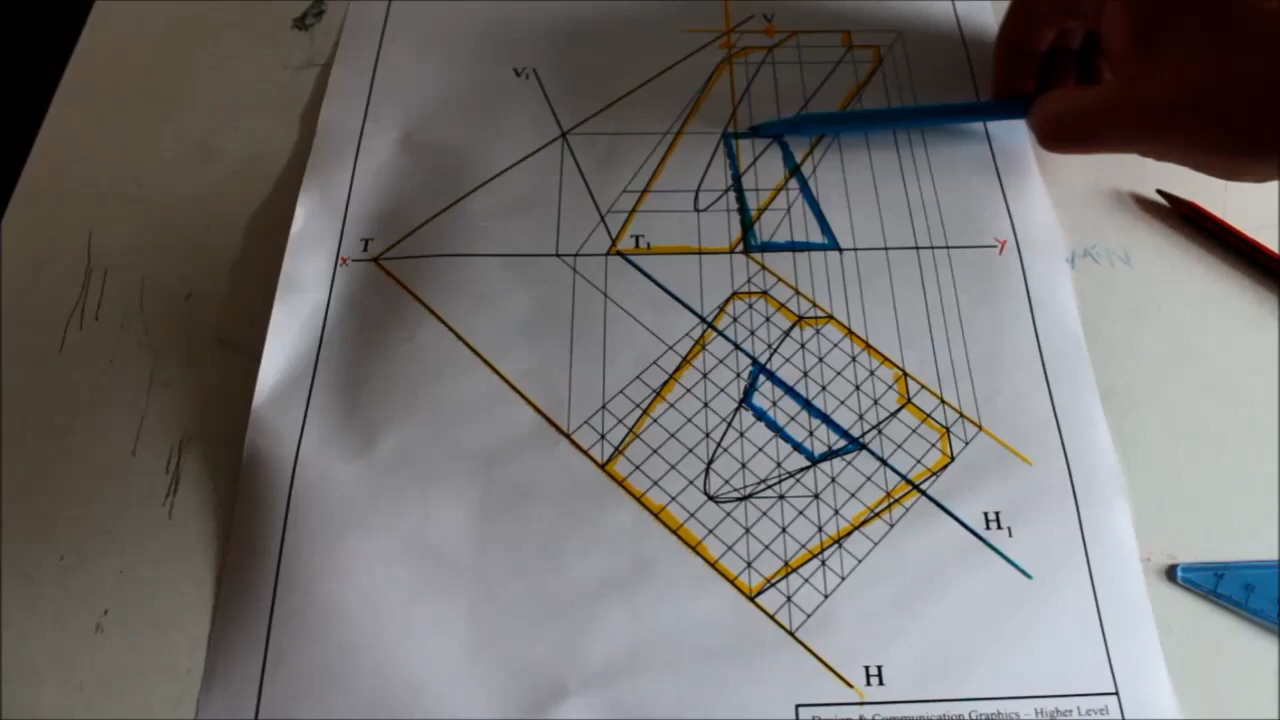 V
V₁
T
T₁
x
y
H₁
H
Design & Communication Graphics – Higher Level